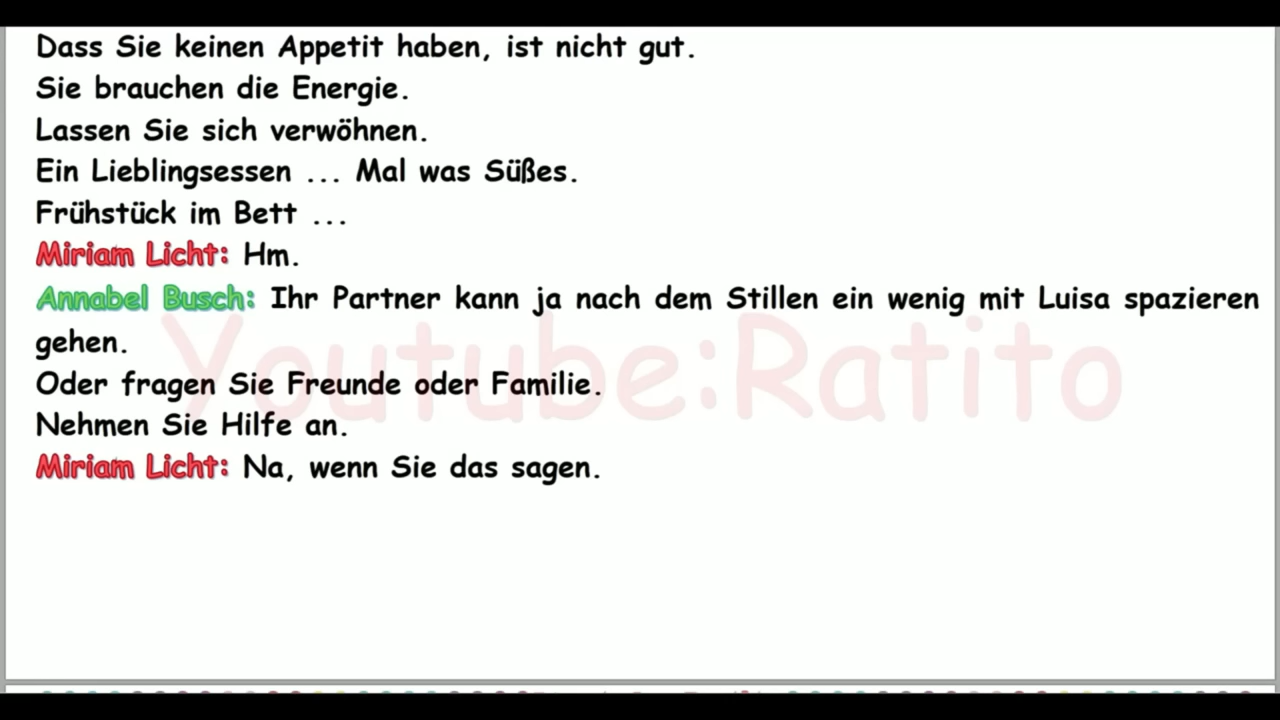 Dass Sie keinen Appetit haben, ist nicht gut.
Sie brauchen die Energie.
Lassen Sie sich verwöhnen.
Ein Lieblingsessen ... Mal was Süßes.
Frühstück im Bett ...
Miriam Licht: Hm.
Annabel Busch: Ihr Partner kann ja nach dem Stillen ein wenig mit Luisa spazieren
gehen.
Youtube:Ratito
Oder fragen Sie Freunde oder Familie.
Nehmen Sie Hilfe an.
Miriam Licht: Na, wenn Sie das sagen.